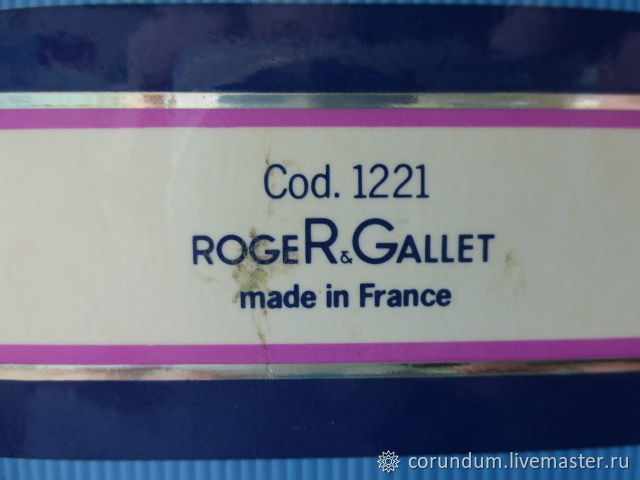 Cod. 1221
ROGER&GALLET
made in France
corundum.livemaster.ru